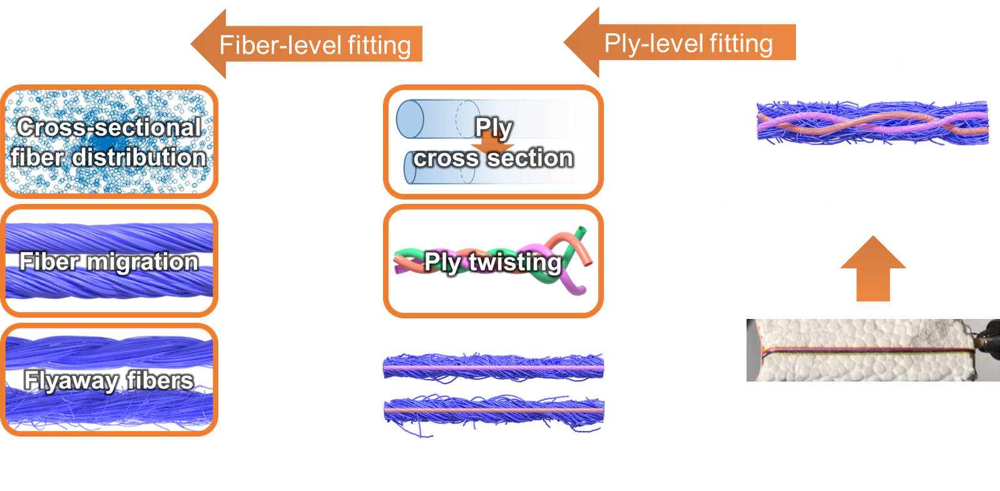 Fiber-level fitting
Ply-level fitting
Cross-sectional
fiber distribution
Ply
cross section
Fiber migration
Ply twisting
Flyaway fibers